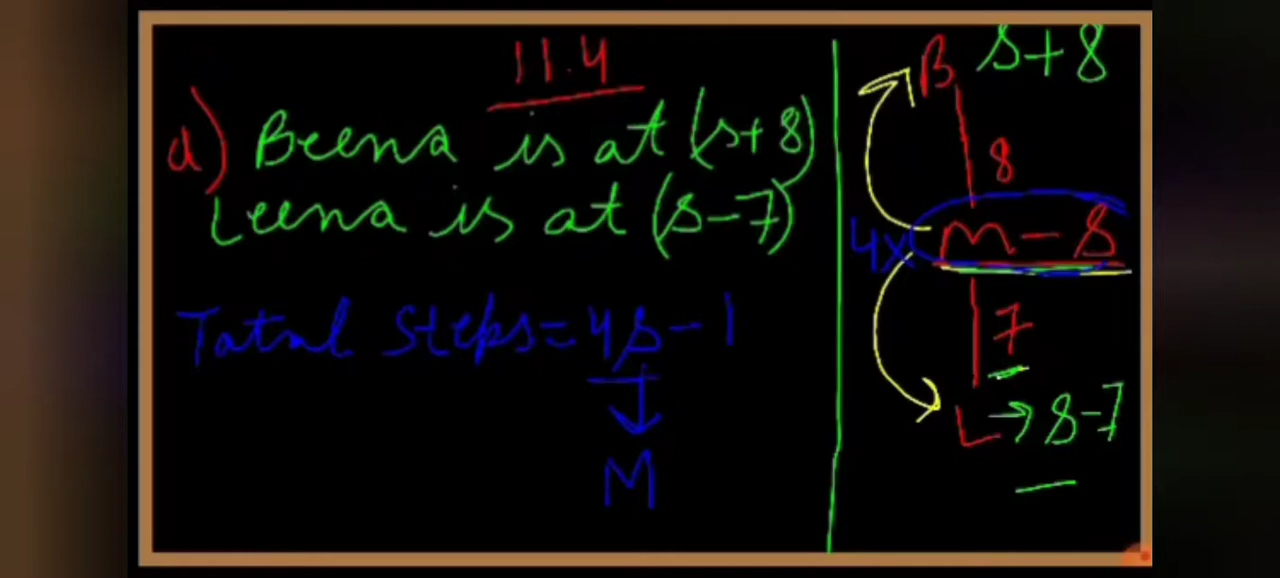 11.4
d) Beena is at (s+8)
Leena is at (s-7)
Total Steps = 4s - 1
M
B s+8
8
4x m - s
7
L → s-7